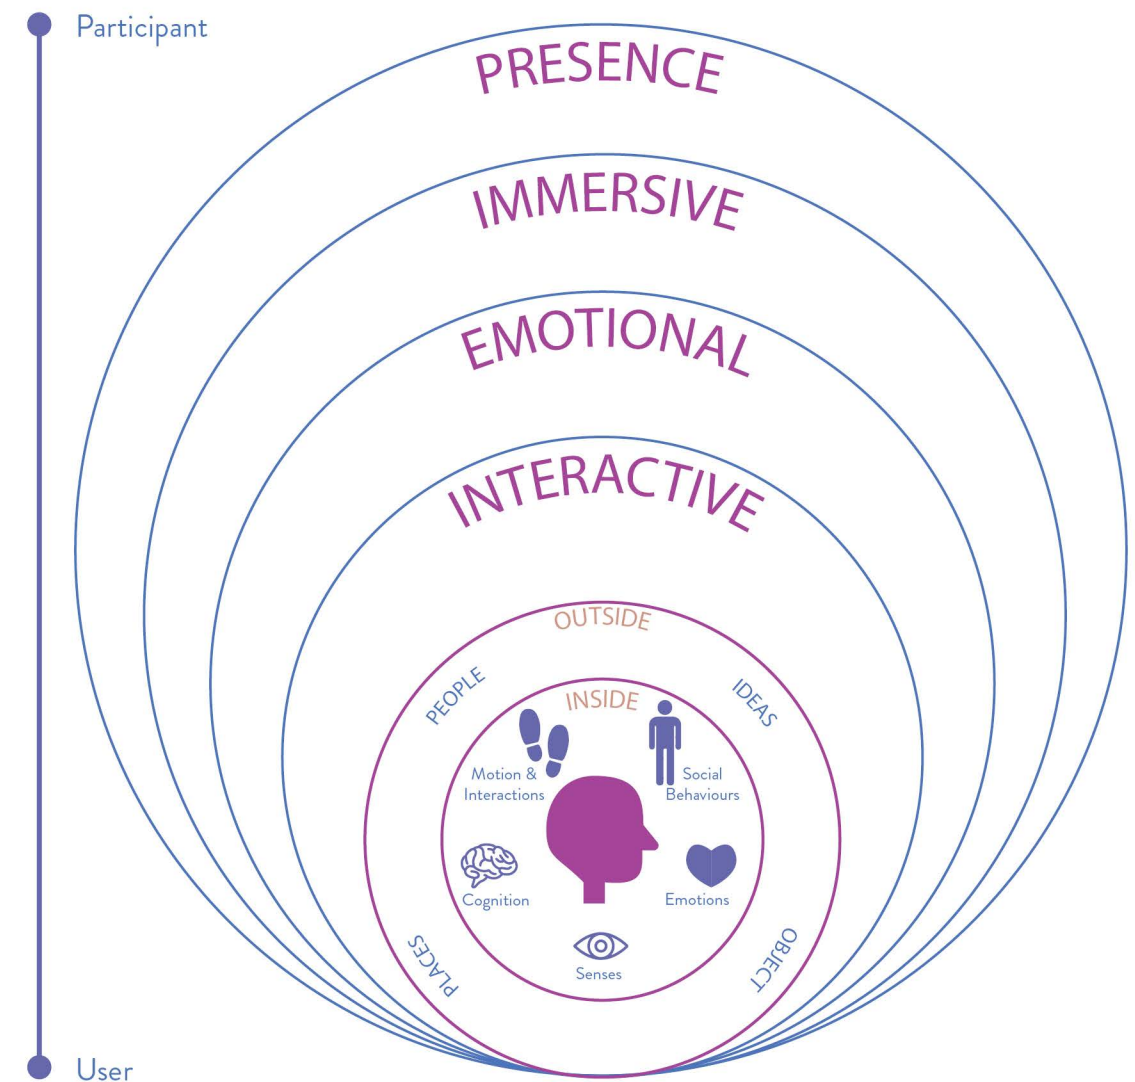 Participant
PRESENCE
IMMERSIVE
EMOTIONAL
INTERACTIVE
OUTSIDE
PEOPLE
IDEAS
INSIDE
Motion &
Interactions
Social
Behaviours
Cognition
Emotions
PLACES
OBJECT
Senses
User